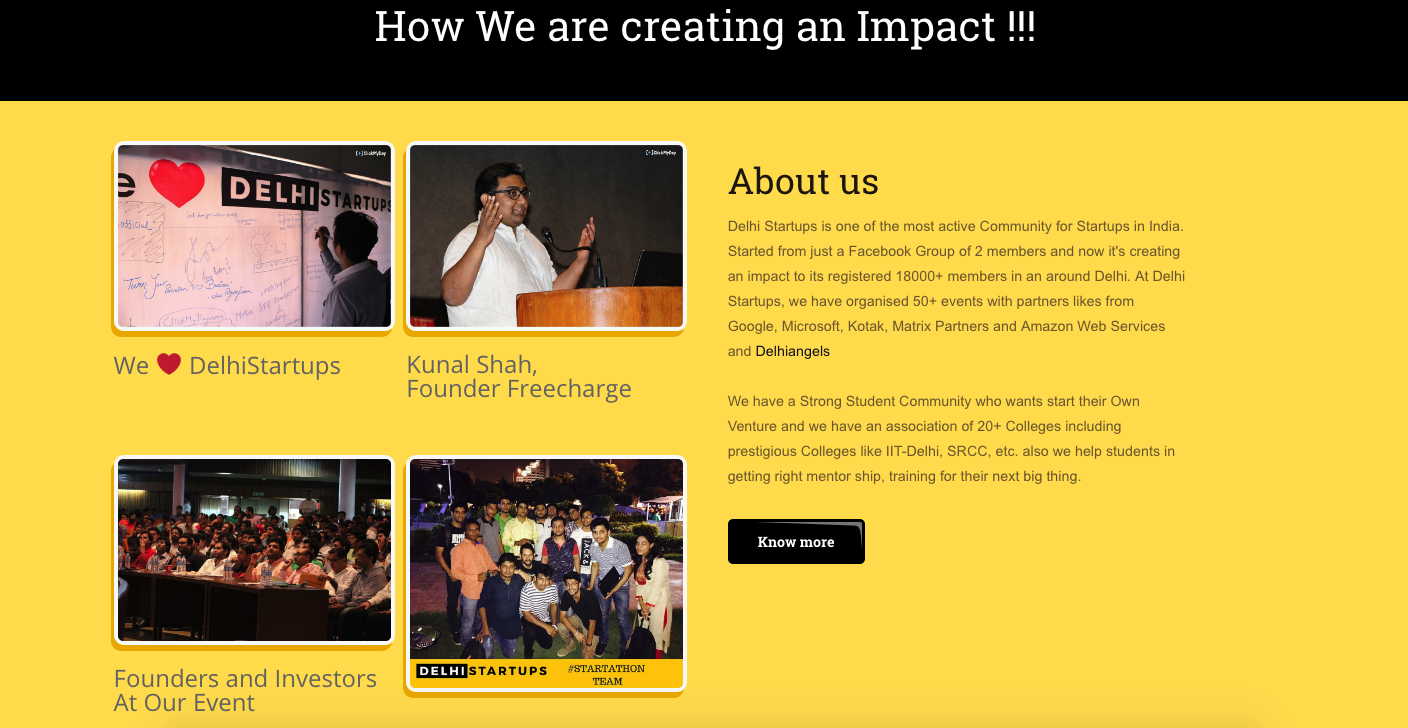 How We are creating an Impact !!!
[+]ClickMyDay
e ❤ DELHI STARTUPS
official
Turn Your Passion Business
We ❤ DelhiStartups
Kunal Shah,
Founder Freecharge
Founders and Investors
At Our Event
DELHI STARTUPS
#STARTATHON
TEAM
About us
Delhi Startups is one of the most active Community for Startups in India.
Started from just a Facebook Group of 2 members and now it's creating
an impact to its registered 18000+ members in an around Delhi. At Delhi
Startups, we have organised 50+ events with partners likes from
Google, Microsoft, Kotak, Matrix Partners and Amazon Web Services
and Delhiangels
We have a Strong Student Community who wants start their Own
Venture and we have an association of 20+ Colleges including
prestigious Colleges like IIT-Delhi, SRCC, etc. also we help students in
getting right mentor ship, training for their next big thing.
Know more